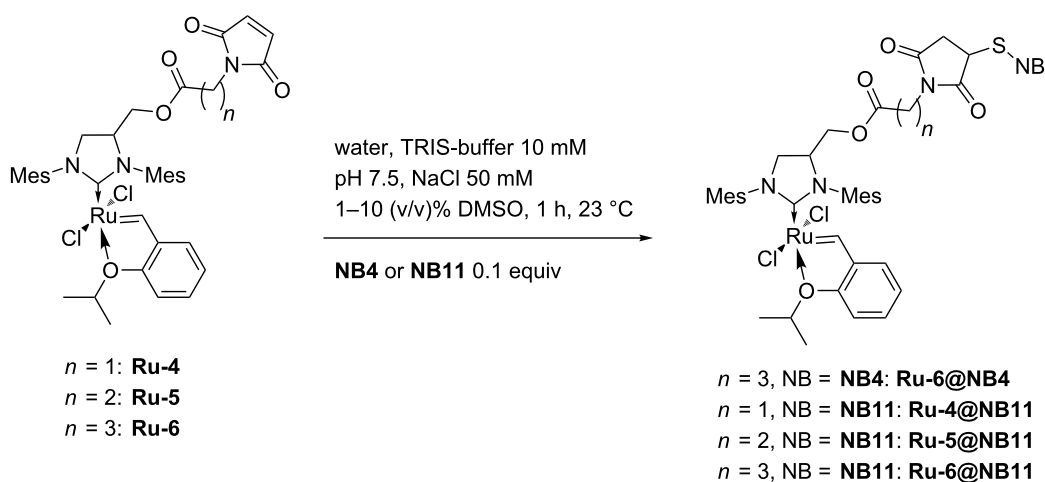 O
N
O
O
O
n
N
N
Mes
Mes
Cl
Ru
Cl
O
n = 1: Ru-4
n = 2: Ru-5
n = 3: Ru-6
water, TRIS-buffer 10 mM
pH 7.5, NaCl 50 mM
1–10 (v/v)% DMSO, 1 h, 23 °C
NB4 or NB11 0.1 equiv
O
S
NB
N
O
O
O
n
N
N
Mes
Mes
Cl
Ru
Cl
O
n = 3, NB = NB4: Ru-6@NB4
n = 1, NB = NB11: Ru-4@NB11
n = 2, NB = NB11: Ru-5@NB11
n = 3, NB = NB11: Ru-6@NB11